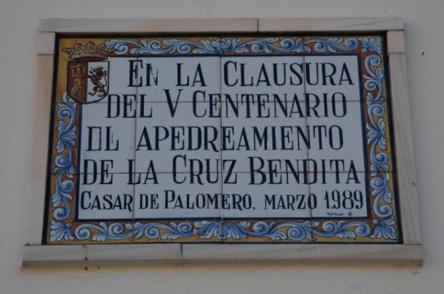 EN LA CLAUSURA
DEL V CENTENARIO
DL APEDREAMIENTO
DE LA CRUZ BENDITA
CASAR DE PALOMERO, MARZO 1989